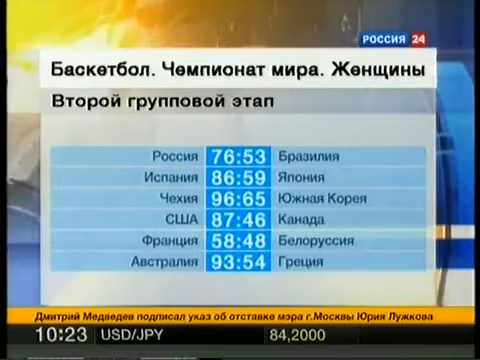 РОССИЯ 24
Баскетбол. Чемпионат мира. Женщины
Второй групповой этап
Россия 76:53 Бразилия
Испания 86:59 Япония
Чехия 96:65 Южная Корея
США 87:46 Канада
Франция 58:48 Белоруссия
Австралия 93:54 Греция
Дмитрий Медведев подписал указ об отставке мэра г.Москвы Юрия Лужкова
10:23 USD/JPY 84,2000